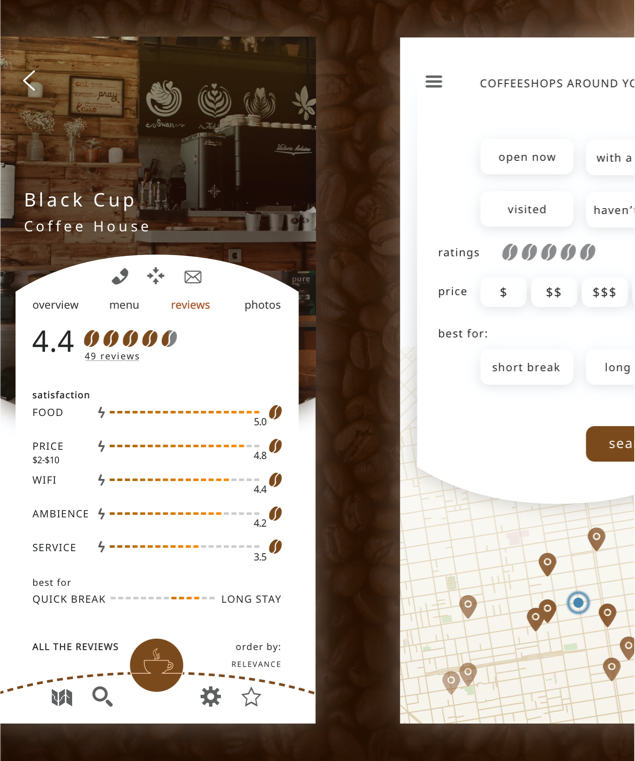 pray
Black Cup
Coffee House
pure
overview menu reviews photos
4.4
49 reviews
satisfaction
FOOD
5.0
PRICE
$2-$10
4.8
WIFI
4.4
AMBIENCE
4.2
SERVICE
3.5
best for
QUICK BREAK LONG STAY
ALL THE REVIEWS
order by:
RELEVANCE
COFFEESHOPS AROUND YO
open now
with a
visited
haven'
ratings
price
$ $$ $$$
best for:
short break
long
sea